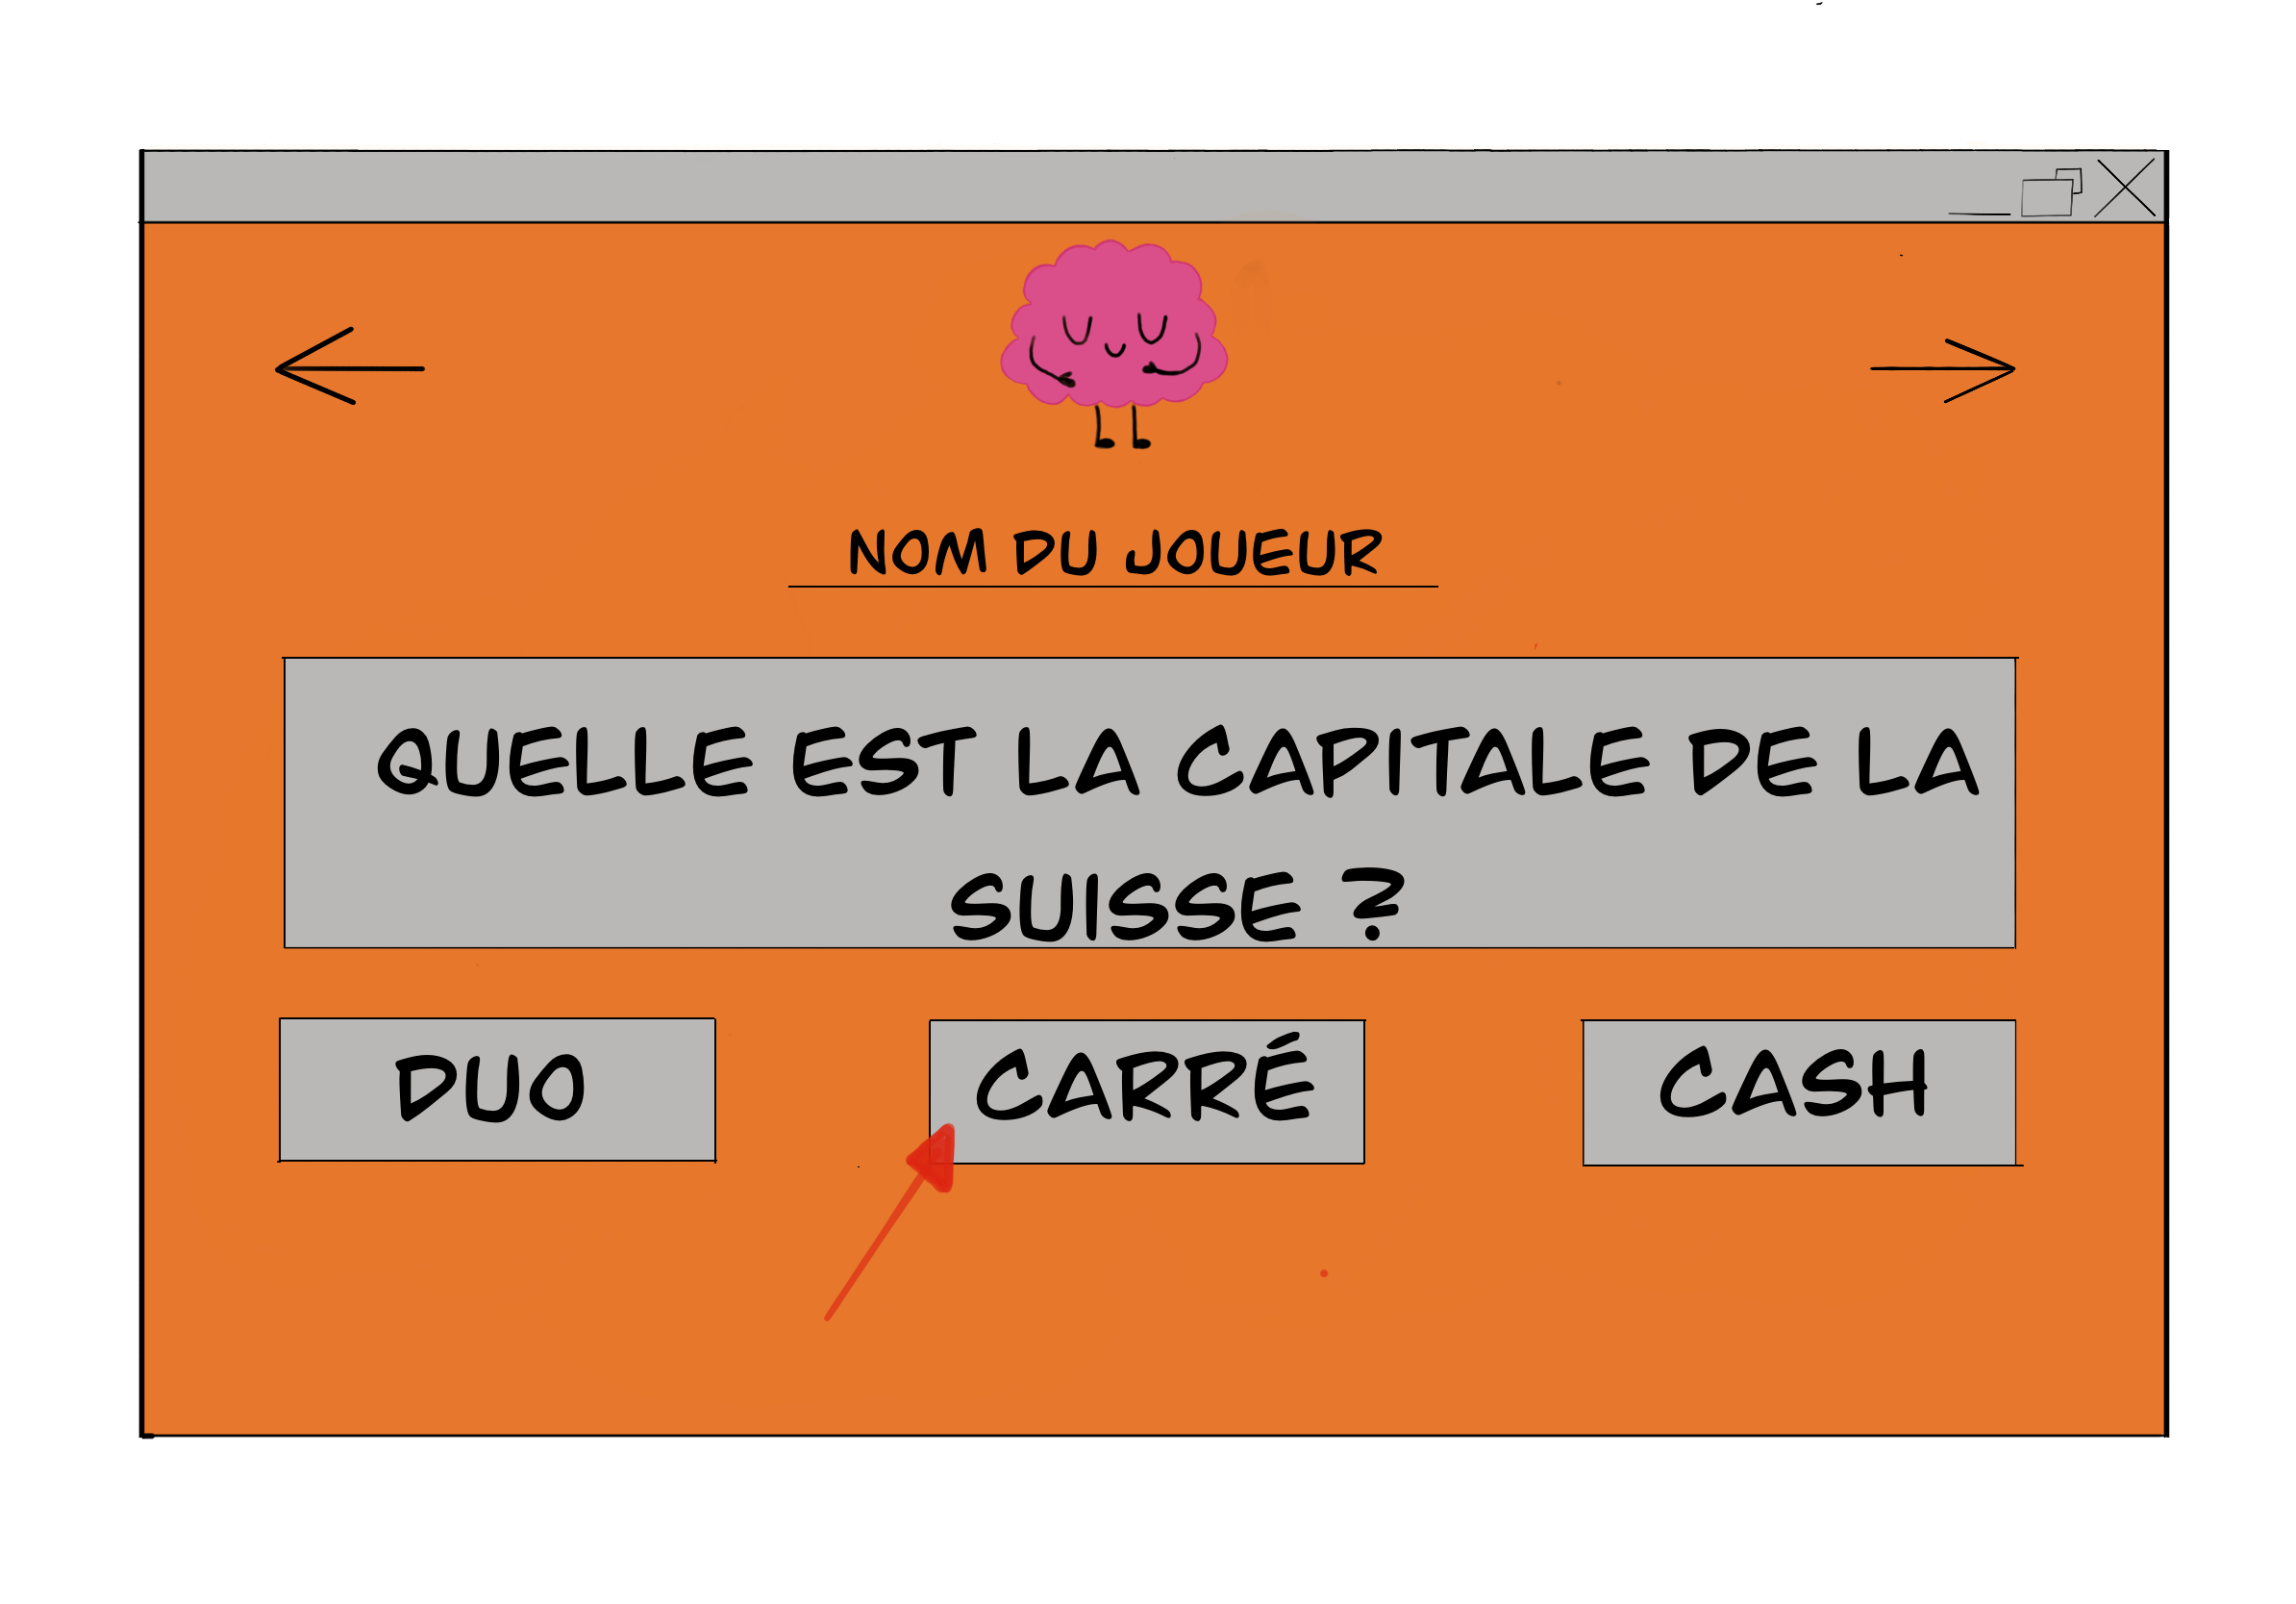 NOM DU JOUEUR
QUELLE EST LA CAPITALE DE LA
SUISSE ?
DUO
CARRÉ
CASH